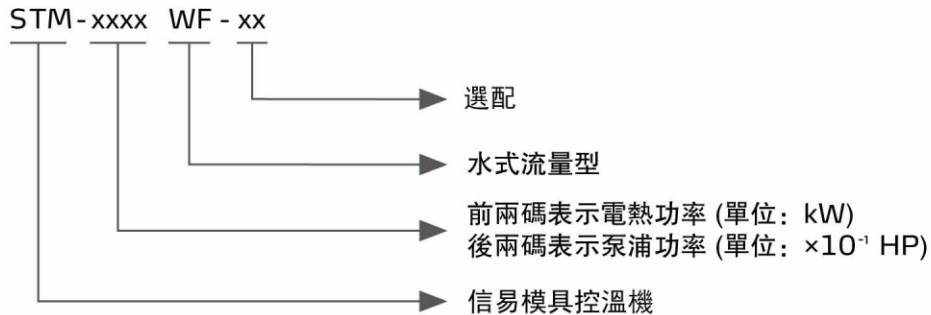 STM-xxxx WF-xx
選配
水式流量型
前兩碼表示電熱功率 (單位：kW)
後兩碼表示泵浦功率 (單位：×10⁻¹ HP)
信易模具控溫機